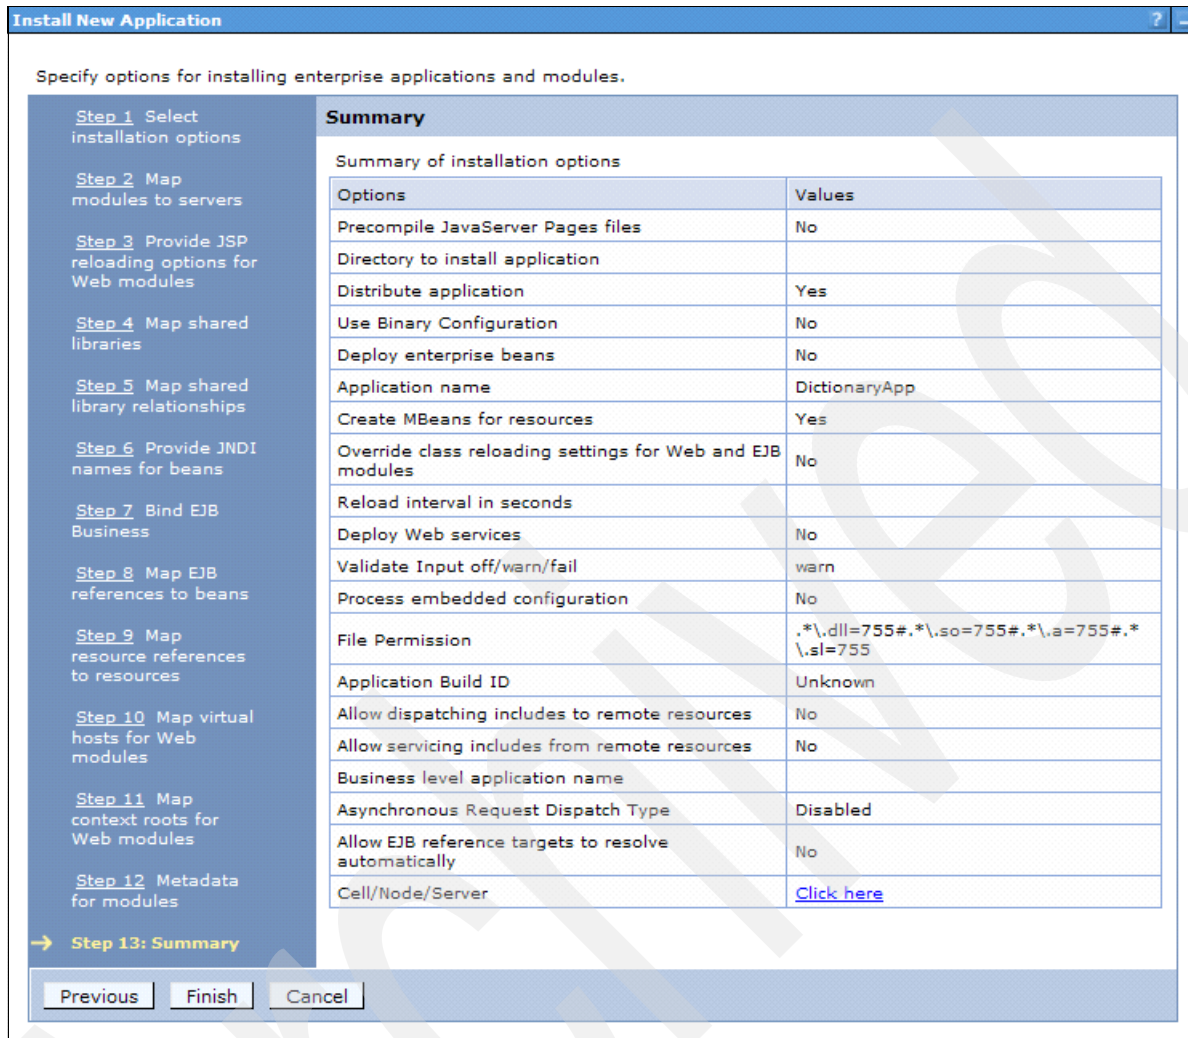 Install New Application
?
Specify options for installing enterprise applications and modules.
Step 1 Select
installation options
Step 2 Map
modules to servers
Step 3 Provide JSP
reloading options for
Web modules
Step 4 Map shared
libraries
Step 5 Map shared
library relationships
Step 6 Provide JNDI
names for beans
Step 7 Bind EJB
Business
Step 8 Map EJB
references to beans
Step 9 Map
resource references
to resources
Step 10 Map virtual
hosts for Web
modules
Step 11 Map
context roots for
Web modules
Step 12 Metadata
for modules
Step 13: Summary
Summary
Summary of installation options
Options Values
Precompile JavaServer Pages files No
Directory to install application
Distribute application Yes
Use Binary Configuration No
Deploy enterprise beans No
Application name DictionaryApp
Create MBeans for resources Yes
Override class reloading settings for Web and EJB
modules No
Reload interval in seconds
Deploy Web services No
Validate Input off/warn/fail warn
Process embedded configuration No
File Permission .*\.dll=755#.*\.so=755#.*\.a=755#.*
\.sl=755
Application Build ID Unknown
Allow dispatching includes to remote resources No
Allow servicing includes from remote resources No
Business level application name
Asynchronous Request Dispatch Type Disabled
Allow EJB reference targets to resolve
automatically No
Cell/Node/Server Click here
Previous Finish Cancel